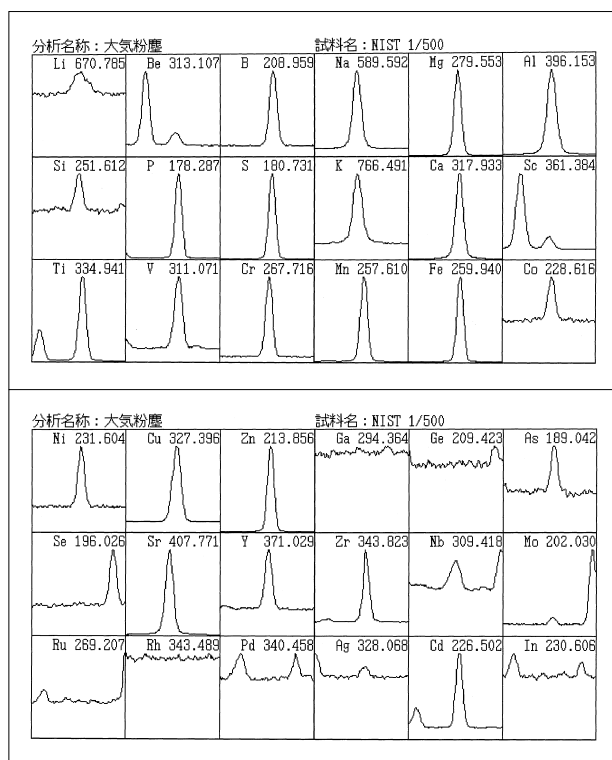 分析名称：大気粉塵 試料名：NIST 1/500
Li 670.785 Be 313.107 B 208.959 Na 589.592 Mg 279.553 Al 396.153
Si 251.612 P 178.287 S 180.731 K 766.491 Ca 317.933 Sc 361.384
Ti 334.941 V 311.071 Cr 267.716 Mn 257.610 Fe 259.940 Co 228.616
分析名称：大気粉塵 試料名：NIST 1/500
Ni 231.604 Cu 327.396 Zn 213.856 Ga 294.364 Ge 209.423 As 189.042
Se 196.026 Sr 407.771 Y 371.029 Zr 343.823 Nb 309.418 Mo 202.030
Ru 269.207 Rh 343.489 Pd 340.458 Ag 328.068 Cd 226.502 In 230.606